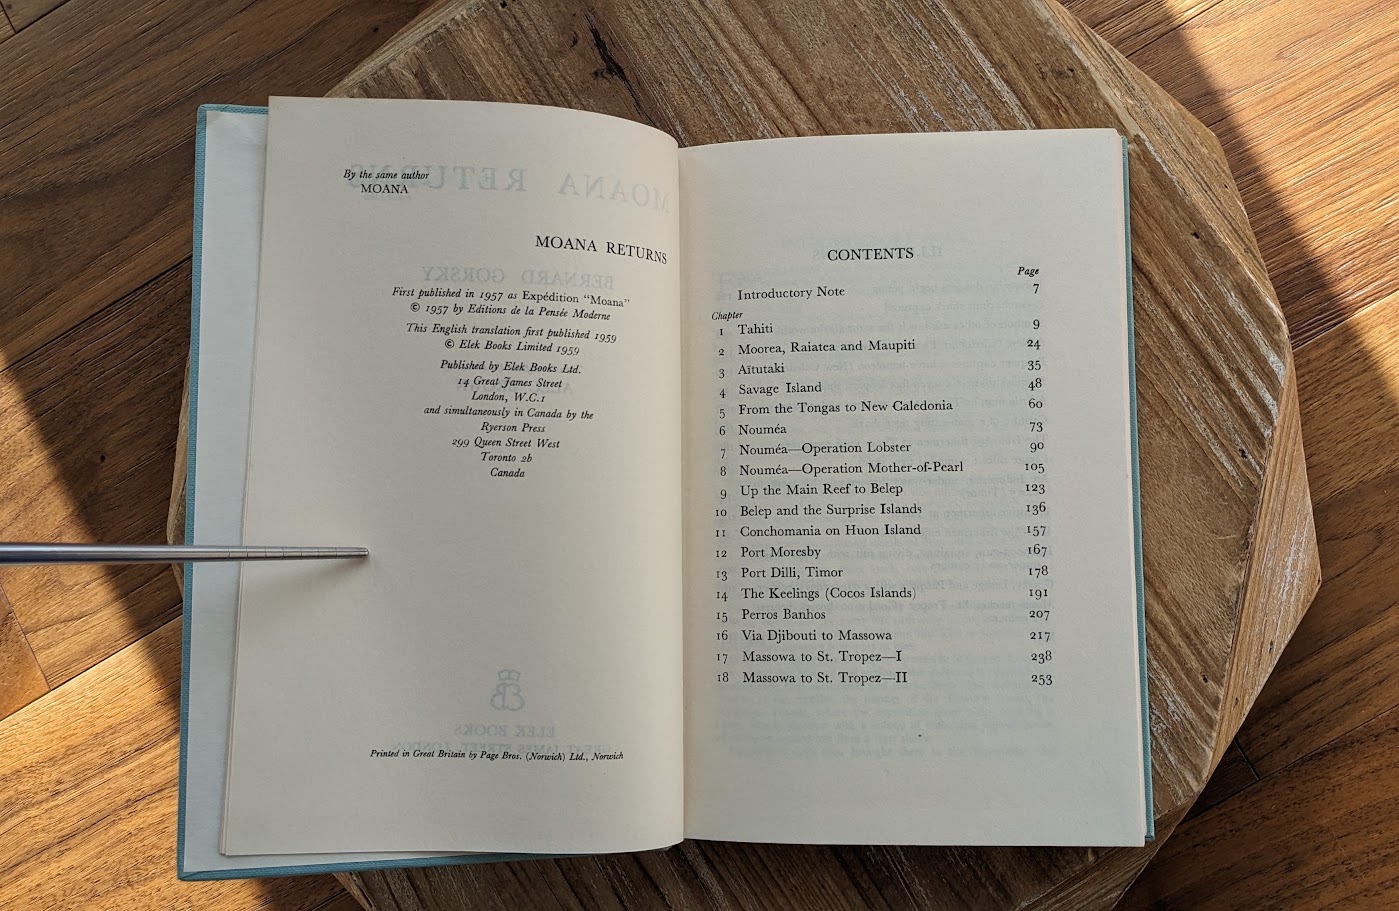 By the same author
MOANA
MOANA RETURNS
First published in 1957 as Expédition "Moana"
© 1957 by Editions de la Pensée Moderne
This English translation first published 1959
© Elek Books Limited 1959
Published by Elek Books Ltd.
14 Great James Street
London, W.C.1
and simultaneously in Canada by the
Ryerson Press
299 Queen Street West
Toronto 2b
Canada
Printed in Great Britain by Page Bros. (Norwich) Ltd., Norwich
MOANA RETURNS
BERNARD GORSKY
ELEK BOOKS
CONTENTS
Page
Introductory Note 7
Chapter
1 Tahiti 9
2 Moorea, Raiatea and Maupiti 24
3 Aïtutaki 35
4 Savage Island 48
5 From the Tongas to New Caledonia 60
6 Nouméa 73
7 Nouméa—Operation Lobster 90
8 Nouméa—Operation Mother-of-Pearl 105
9 Up the Main Reef to Belep 123
10 Belep and the Surprise Islands 136
11 Conchomania on Huon Island 157
12 Port Moresby 167
13 Port Dilli, Timor 178
14 The Keelings (Cocos Islands) 191
15 Perros Banhos 207
16 Via Djibouti to Massowa 217
17 Massowa to St. Tropez—I 238
18 Massowa to St. Tropez—II 253